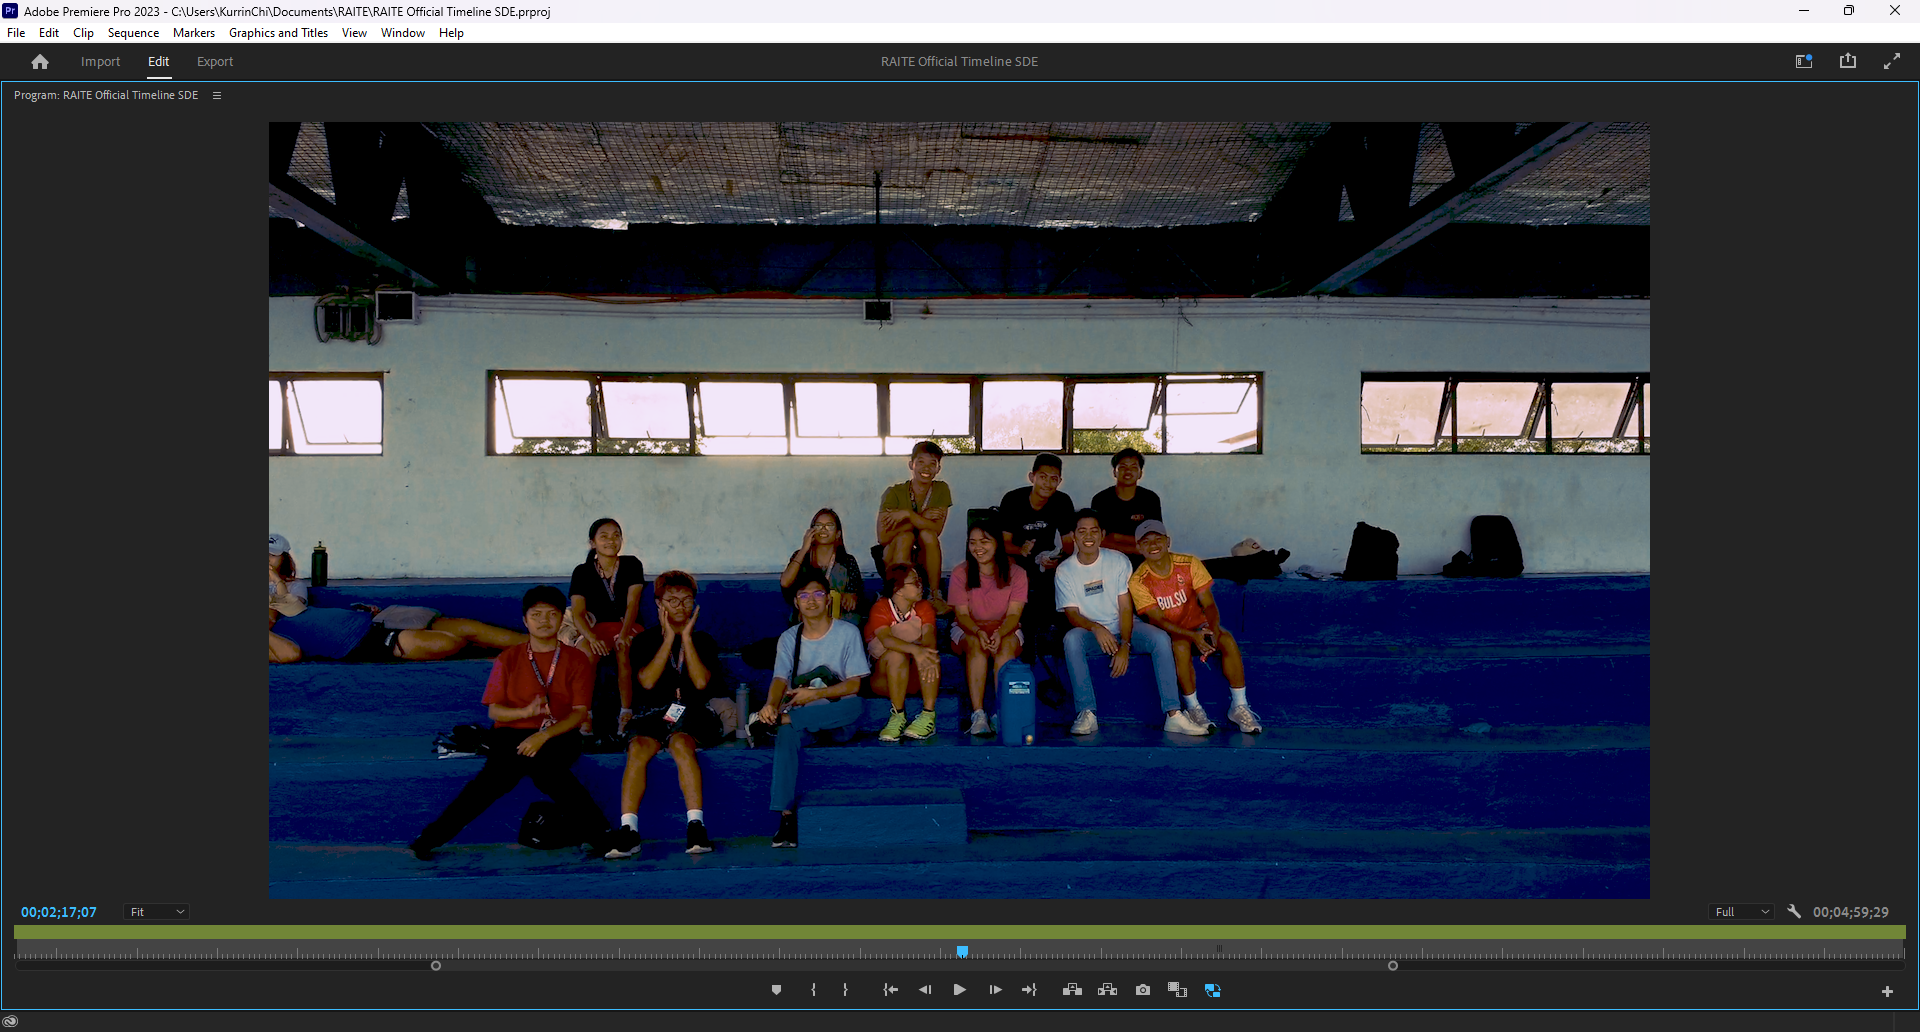 Pr Adobe Premiere Pro 2023 - C:\Users\KurrinChi\Documents\RAITE\RAITE Official Timeline SDE.prproj
File Edit Clip Sequence Markers Graphics and Titles View Window Help
Import Edit Export RAITE Official Timeline SDE
Program: RAITE Official Timeline SDE
BULSU
00;02;17;07 Fit Full 00;04;59;29